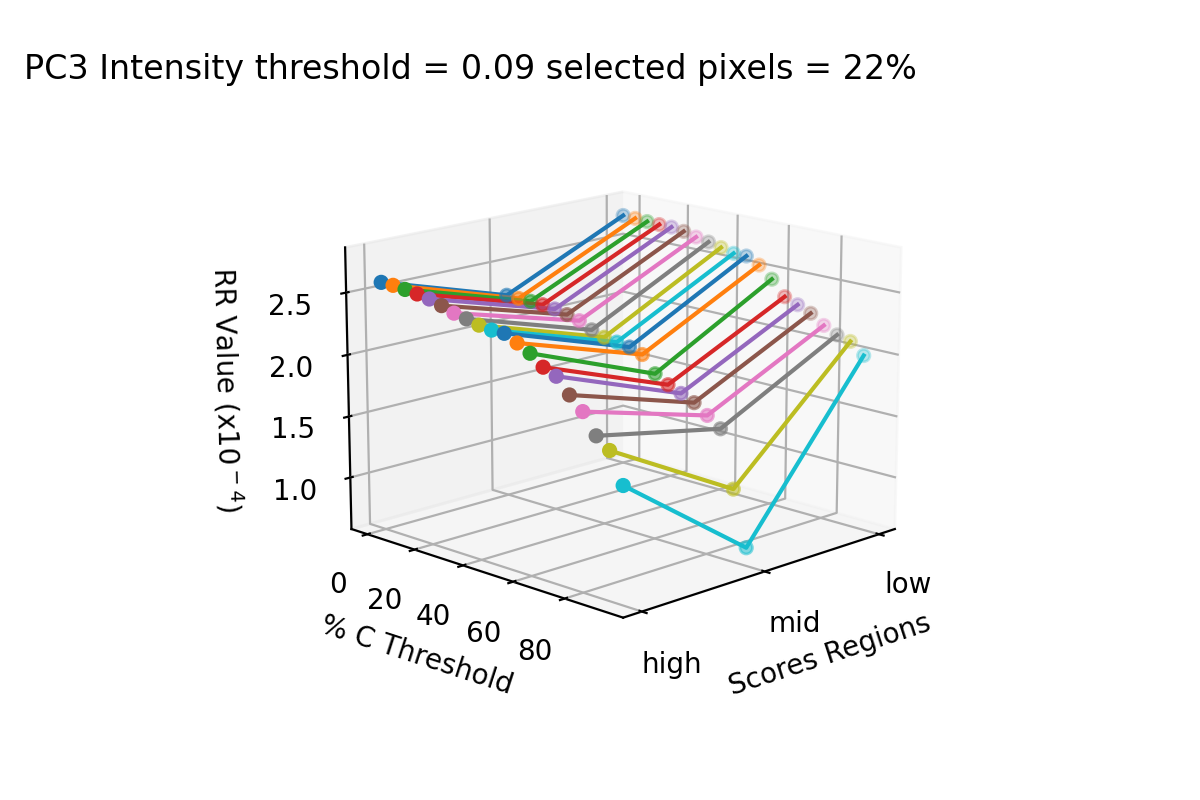 PC3 Intensity threshold = 0.09 selected pixels = 22%
RR Value (x10⁻⁴)
2.5
2.0
1.5
1.0
0
20
40
60
80
% C Threshold
high
mid
low
Scores Regions